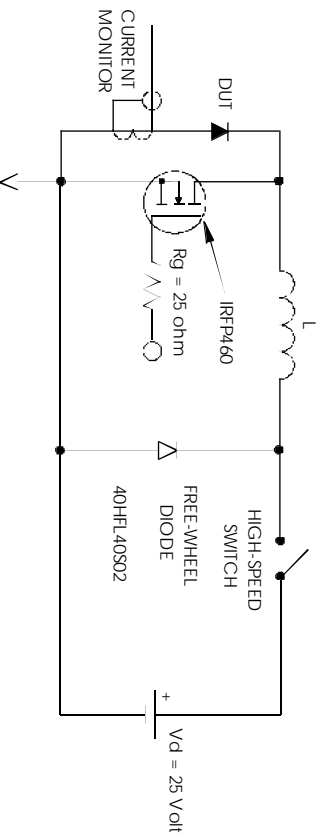 L
HIGH-SPEED
SWITCH
DUT
IRFP460
Rg = 25 ohm
FREE-WHEEL
DIODE
40HFL40S02
+
Vd = 25 Volt
CURRENT
MONITOR